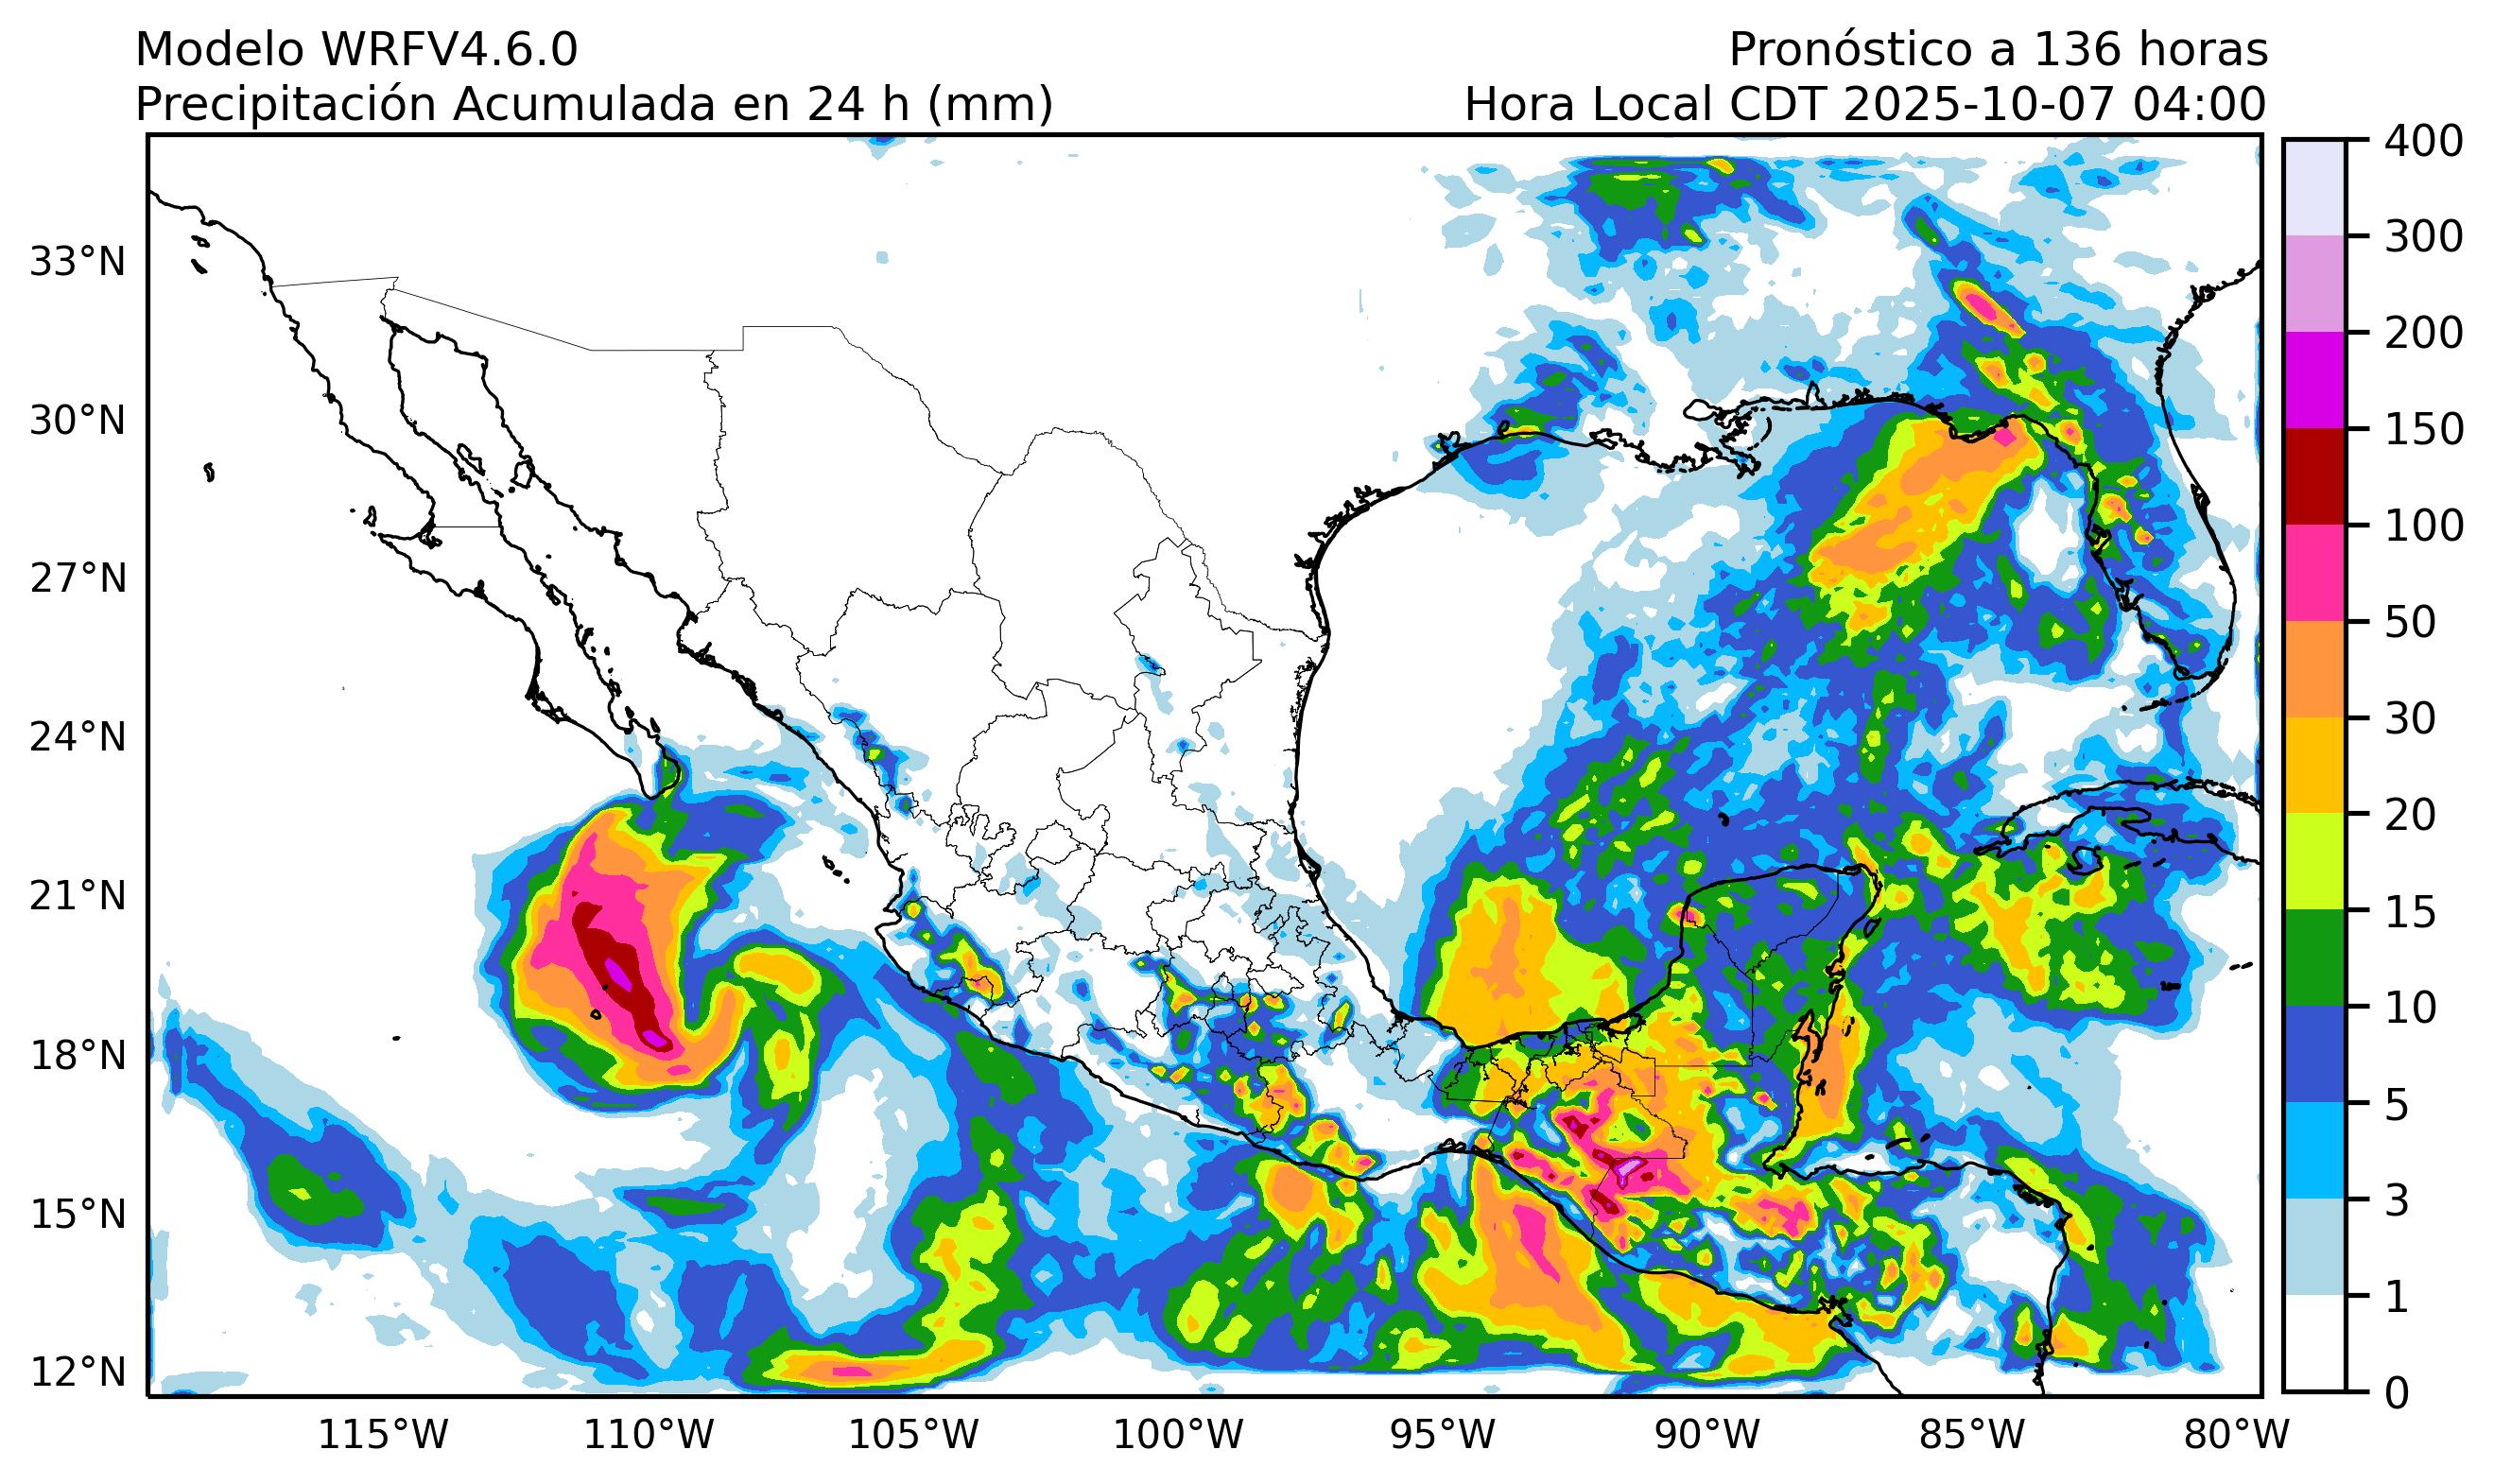 Modelo WRFV4.6.0
Pronóstico a 136 horas
Precipitación Acumulada en 24 h (mm)
Hora Local CDT 2025-10-07 04:00
33°N
30°N
27°N
24°N
21°N
18°N
15°N
12°N
115°W
110°W
105°W
100°W
95°W
90°W
85°W
80°W
400
300
200
150
100
50
30
20
15
10
5
3
1
0